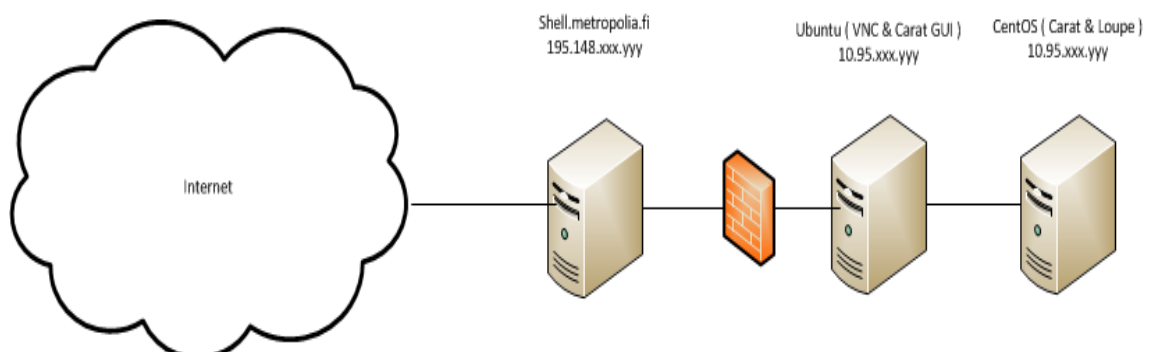 Shell.metropolia.fi
195.148.xxx.yyy
Ubuntu ( VNC & Carat GUI )
10.95.xxx.yyy
CentOS ( Carat & Loupe )
10.95.xxx.yyy
Internet